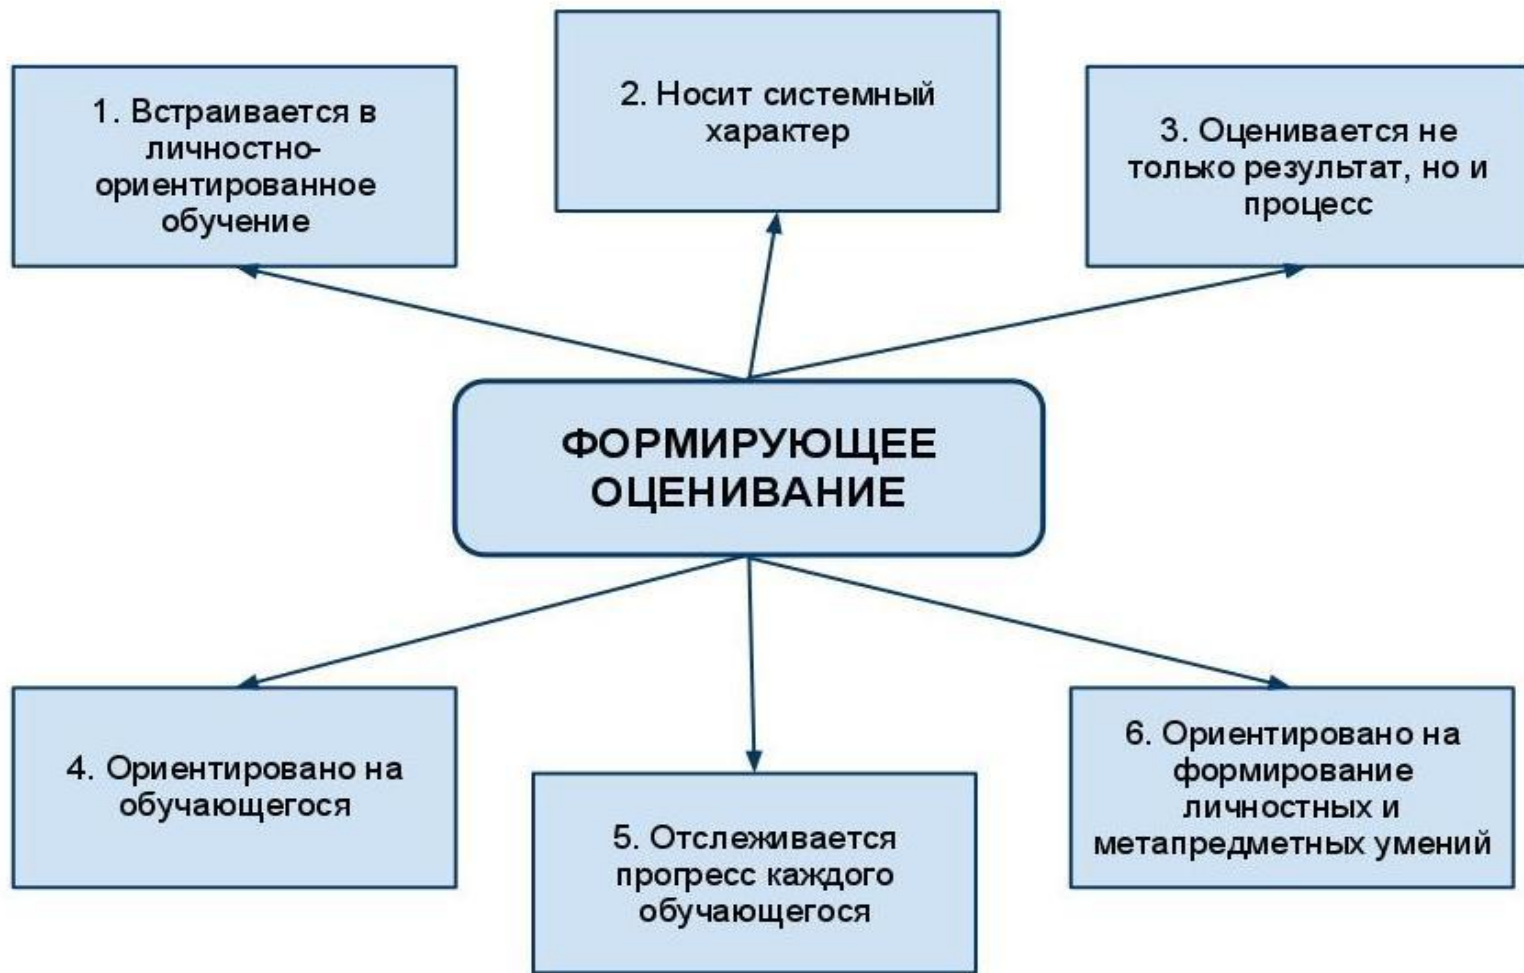 1. Встраивается в
личностно-
ориентированное
обучение
2. Носит системный
характер
3. Оценивается не
только результат, но и
процесс
ФОРМИРУЮЩЕЕ
ОЦЕНИВАНИЕ
4. Ориентировано на
обучающегося
5. Отслеживается
прогресс каждого
обучающегося
6. Ориентировано на
формирование
личностных и
метапредметных умений